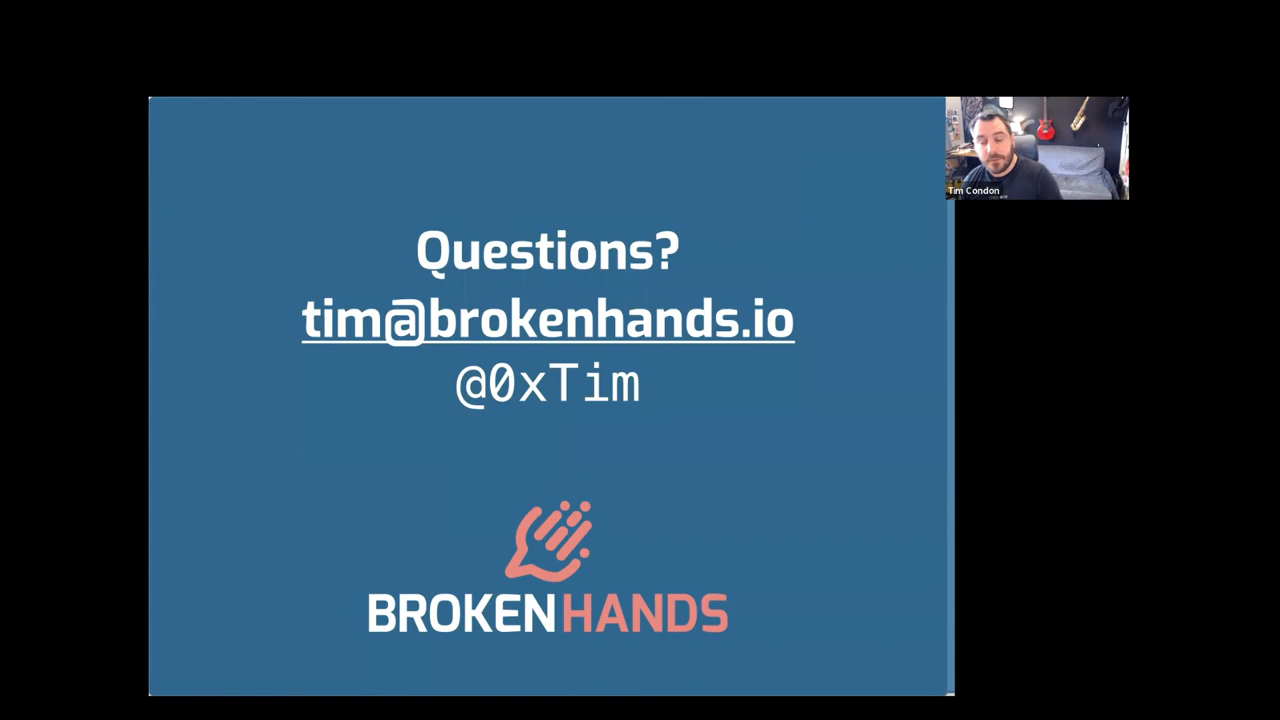 Questions?
tim@brokenhands.io
@0xTim
BROKENHANDS
Tim Condon